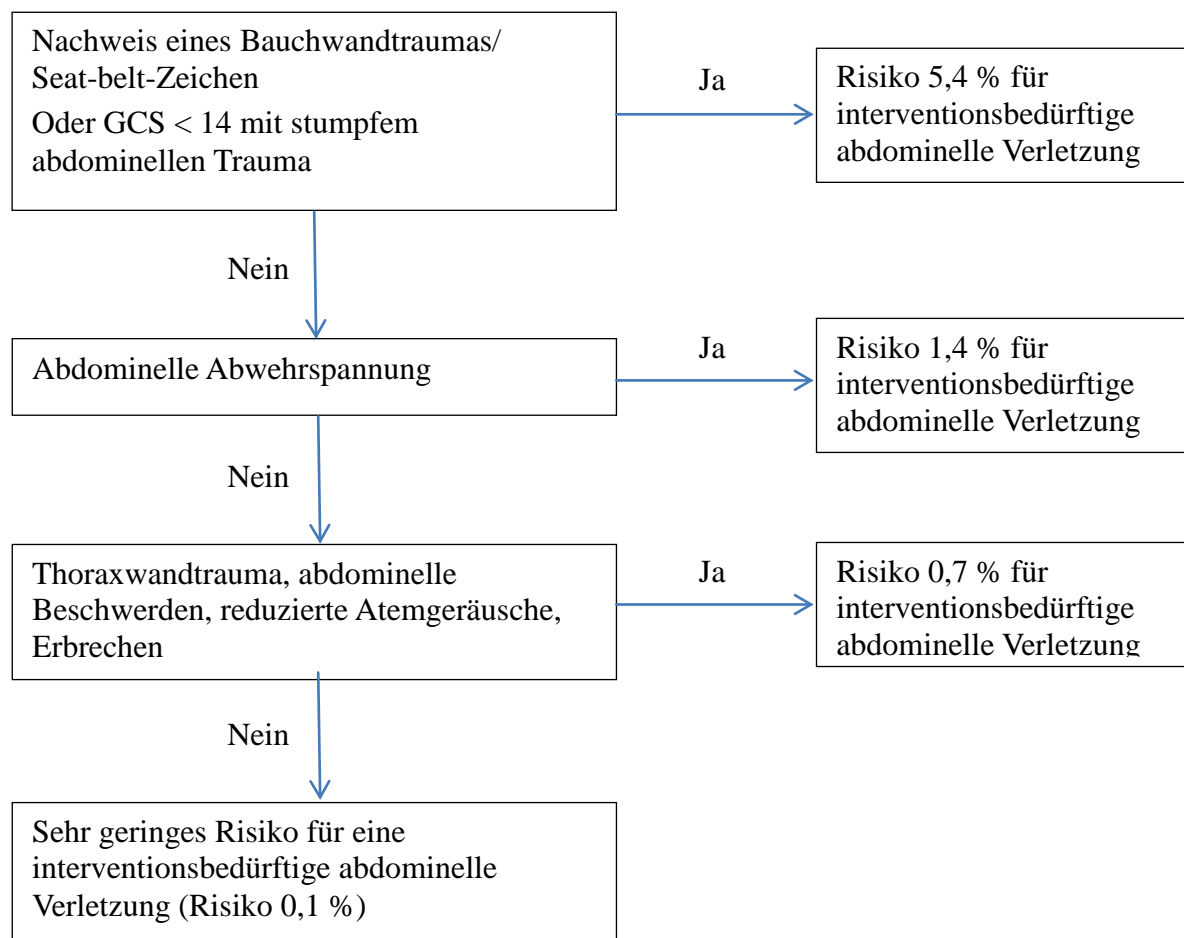 Nachweis eines Bauchwandtraumas/
Seat-belt-Zeichen
Oder GCS < 14 mit stumpfem
abdominellen Trauma
Ja
Risiko 5,4 % für
interventionsbedürftige
abdominelle Verletzung
Nein
Abdominelle Abwehrspannung
Ja
Risiko 1,4 % für
interventionsbedürftige
abdominelle Verletzung
Nein
Thoraxwandtrauma, abdominelle
Beschwerden, reduzierte Atemgeräusche,
Erbrechen
Ja
Risiko 0,7 % für
interventionsbedürftige
abdominelle Verletzung
Nein
Sehr geringes Risiko für eine
interventionsbedürftige abdominelle
Verletzung (Risiko 0,1 %)